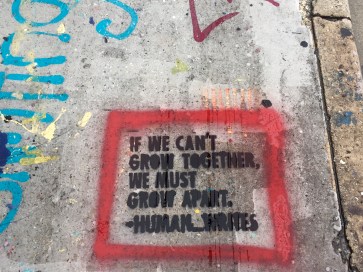 IF WE CAN'T
GROW TOGETHER,
WE MUST
GROW APART.
-HUMAN_WRITES